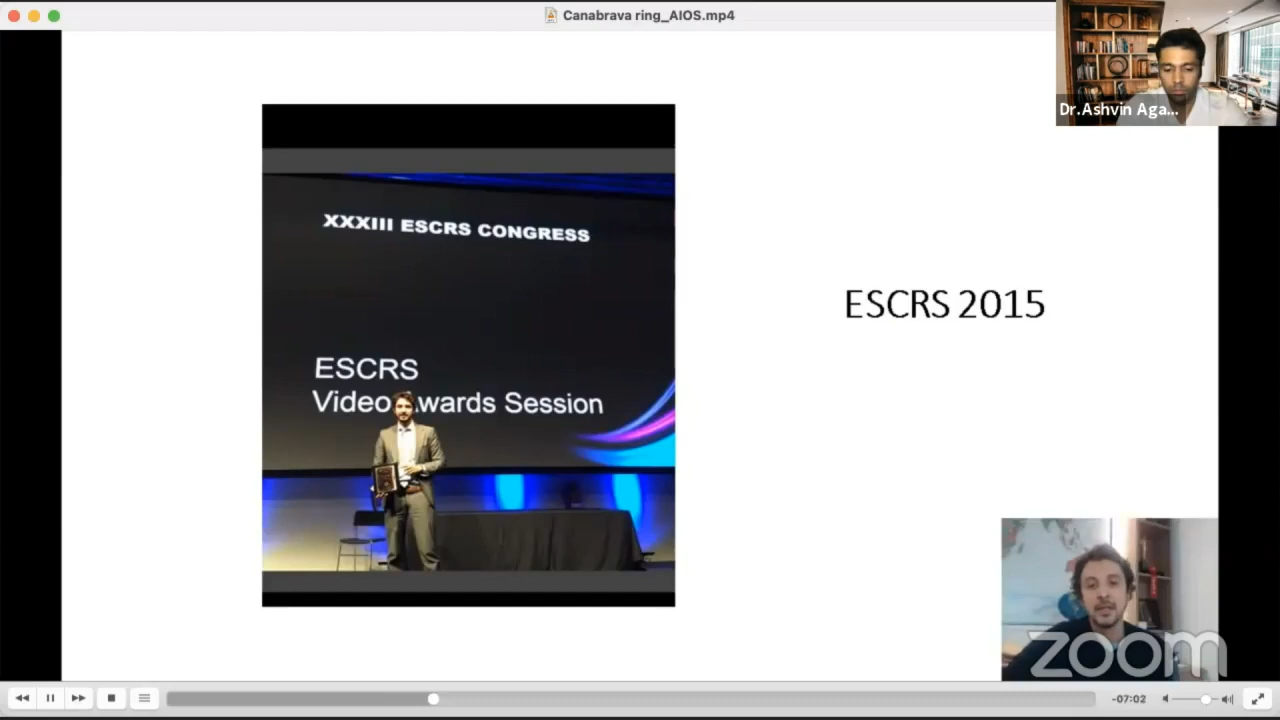 Canabrava ring_AIOS.mp4
Dr.Ashvin Aga...
XXXIII ESCRS CONGRESS
ESCRS 2015
ESCRS
Video Awards Session
zoom
-07:02